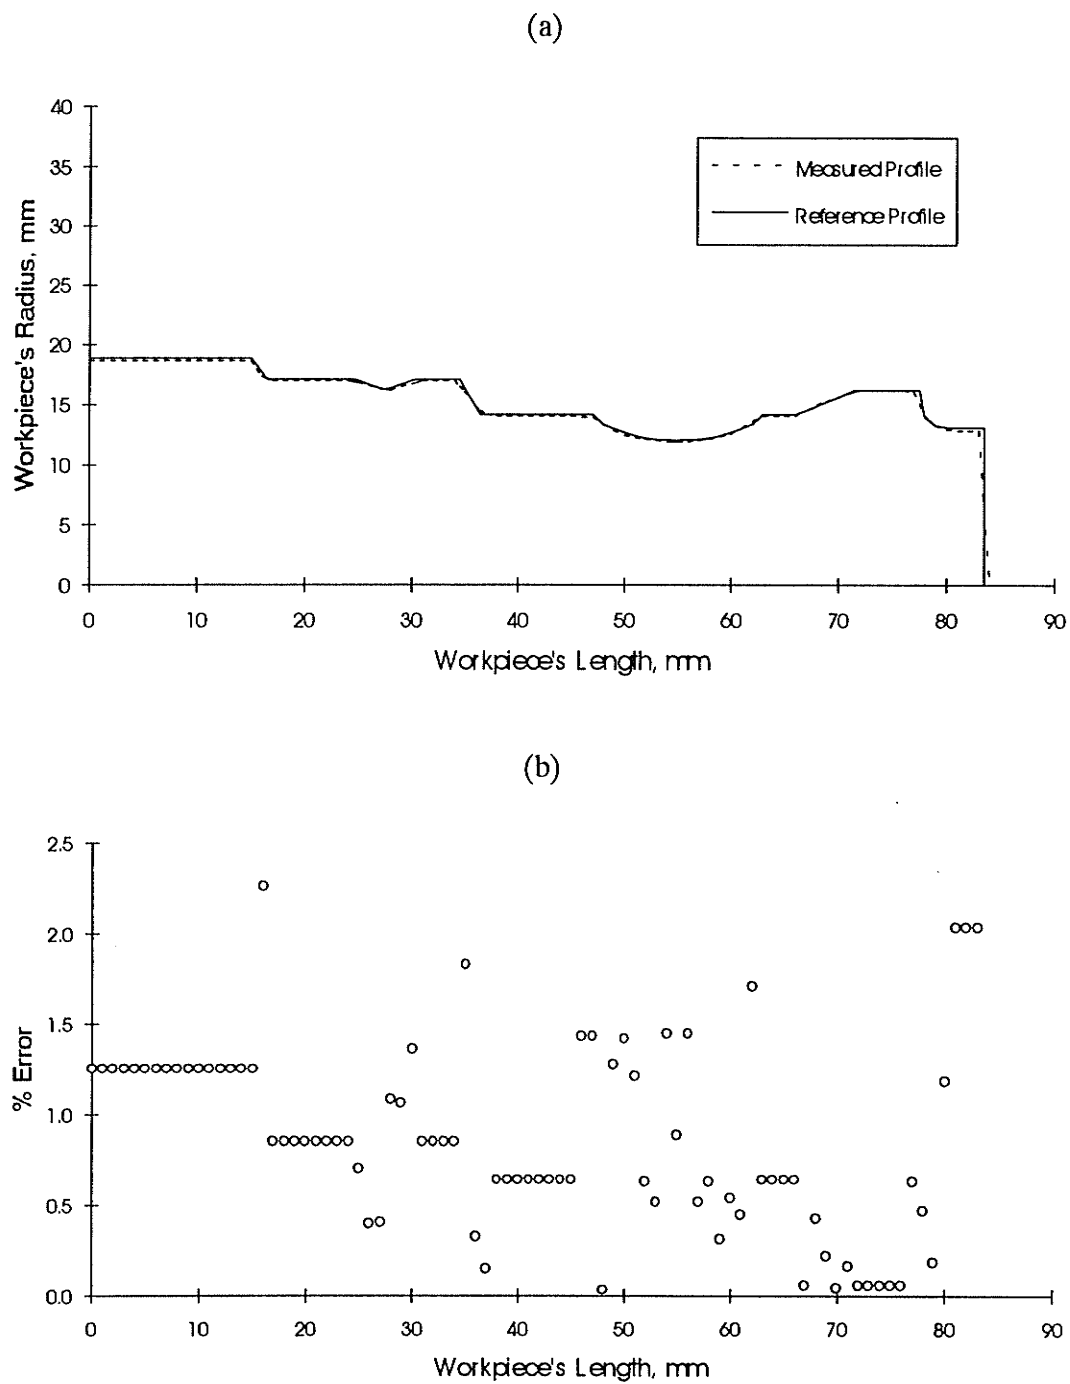 (a)
40
35
30
25
20
15
10
5
0
Workpiece's Radius, mm
Measured Profile
Reference Profile
0 10 20 30 40 50 60 70 80 90
Workpiece's Length, mm
(b)
2.5
2.0
1.5
1.0
0.5
0.0
% Error
0 10 20 30 40 50 60 70 80 90
Workpiece's Length, mm